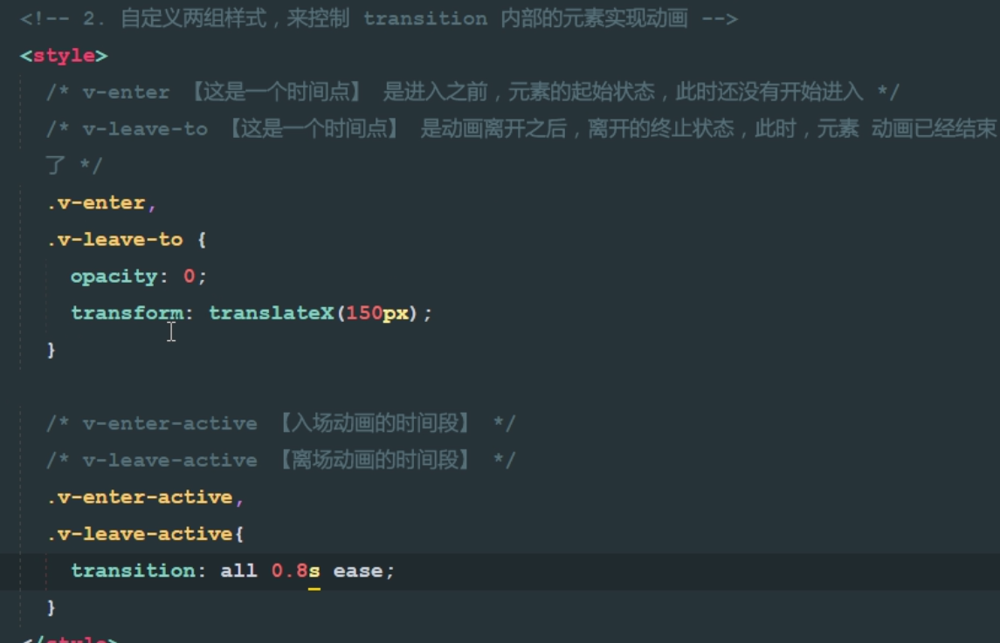 <!-- 2. 自定义两组样式，来控制 transition 内部的元素实现动画 -->
<style>
/* v-enter 【这是一个时间点】 是进入之前，元素的起始状态，此时还没有开始进入 */
/* v-leave-to 【这是一个时间点】 是动画离开之后，离开的终止状态，此时，元素 动画已经结束
了 */
.v-enter,
.v-leave-to {
opacity: 0;
transform: translateX(150px);
}
/* v-enter-active 【入场动画的时间段】 */
/* v-leave-active 【离场动画的时间段】 */
.v-enter-active,
.v-leave-active{
transition: all 0.8s ease;
}
</style>